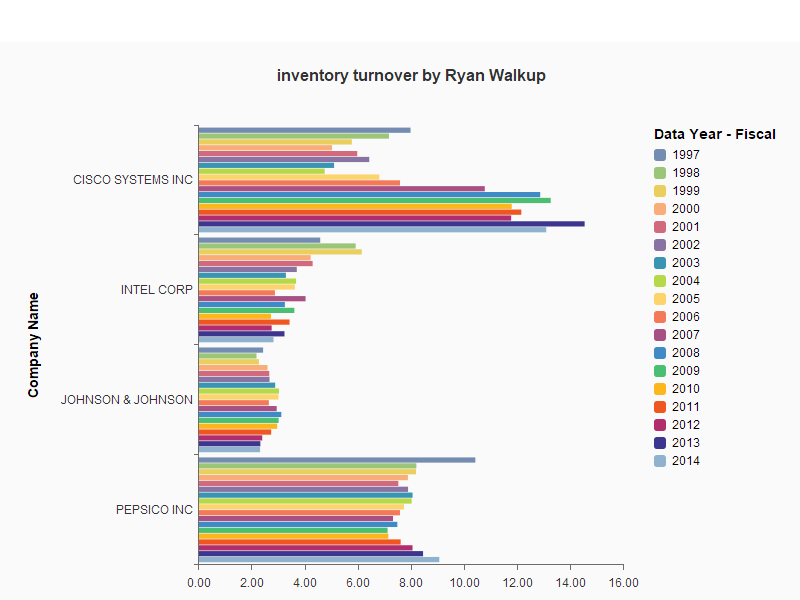 inventory turnover by Ryan Walkup
Data Year - Fiscal
1997
1998
1999
2000
2001
2002
2003
2004
2005
2006
2007
2008
2009
2010
2011
2012
2013
2014
Company Name
CISCO SYSTEMS INC
INTEL CORP
JOHNSON & JOHNSON
PEPSICO INC
0.00 2.00 4.00 6.00 8.00 10.00 12.00 14.00 16.00